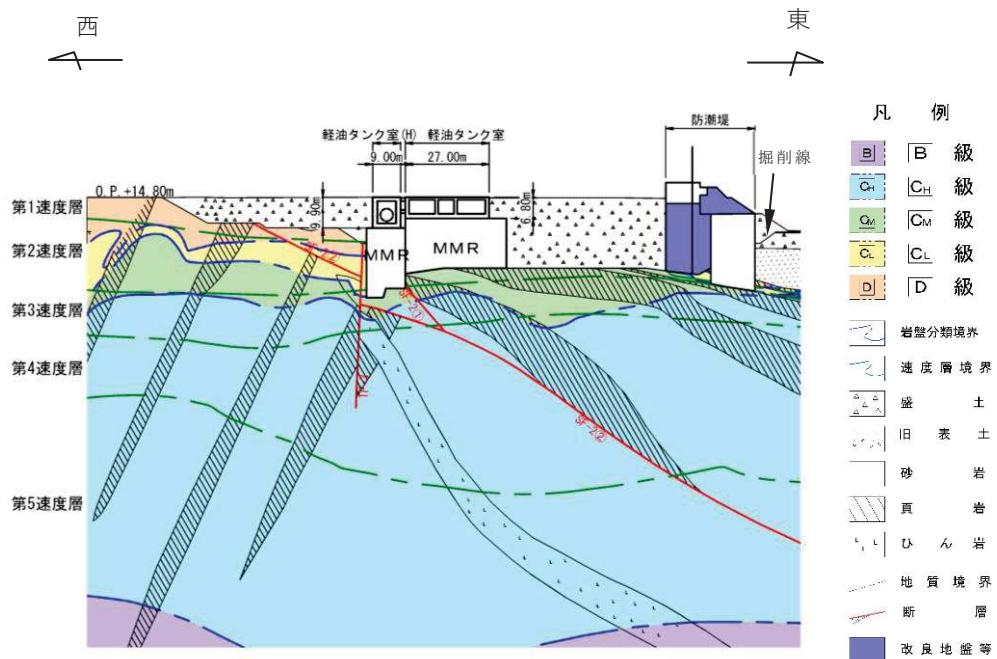 西
東
軽油タンク室(H) 軽油タンク室
9.00m 27.00m
防潮堤
掘削線
O.P.+14.80m
9.90m
6.80m
MMR
MMR
第1速度層
第2速度層
第3速度層
第4速度層
第5速度層
SF-2(2)
凡 例
B B 級
CH CH 級
CM CM 級
CL CL 級
D D 級
岩盤分類境界
速度層境界
盛土
旧表土
砂岩
頁岩
ひん岩
地質境界
断層
改良地盤等